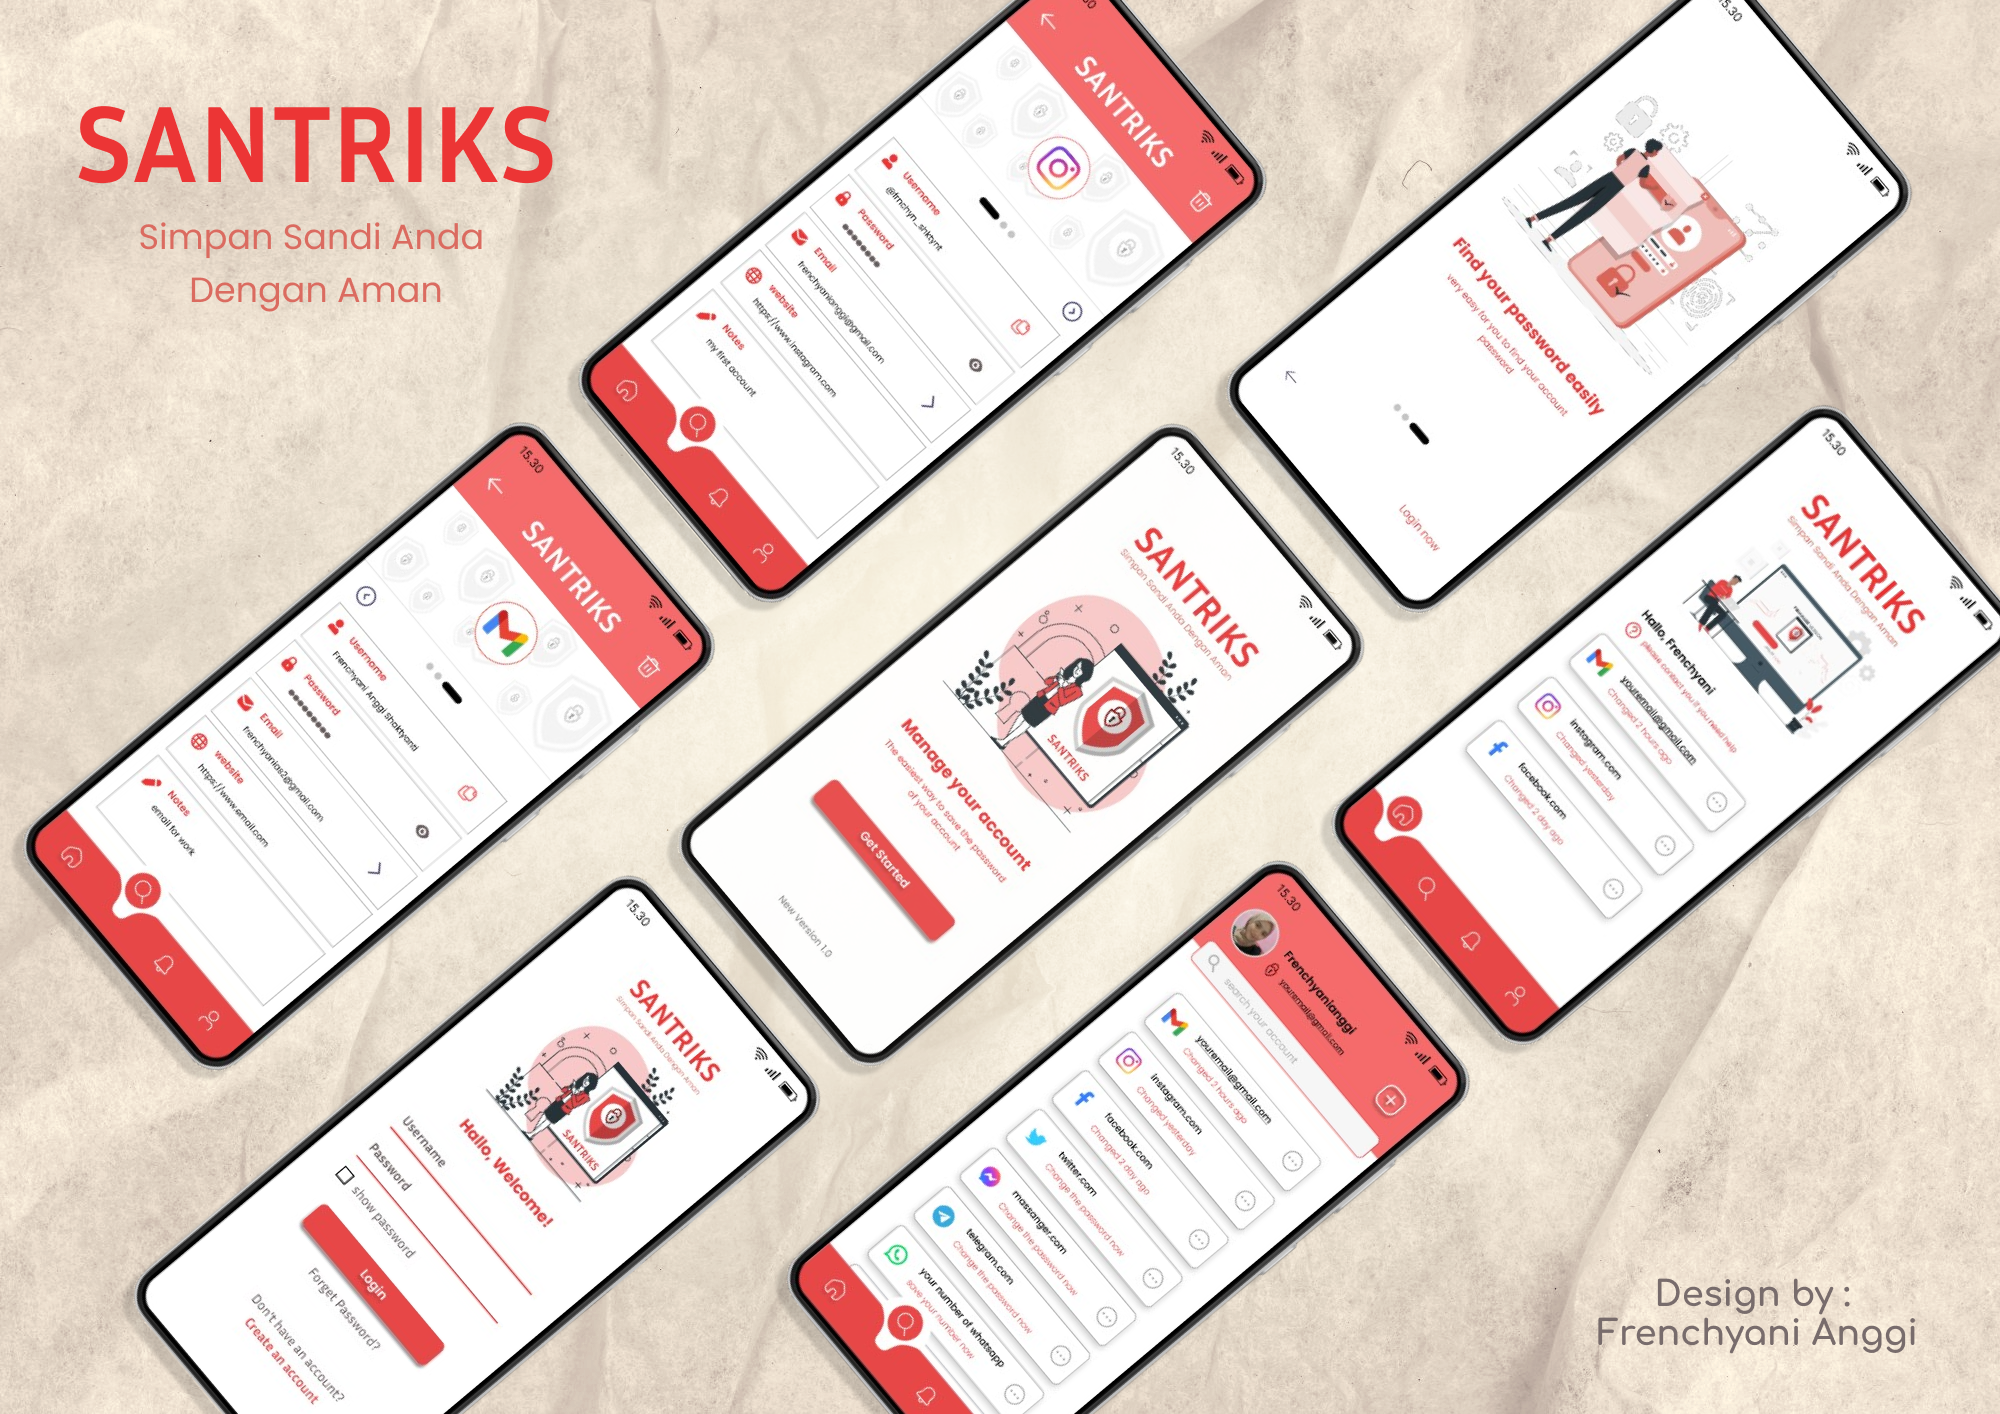 SANTRIKS
Simpan Sandi Anda
Dengan Aman
SANTRIKS
Username
@frnchyn_shktynt
Password
Email
frenchyanianggi@gmail.com
website
https://www.instagram.com
Notes
my first account
15.30
Find your password easily
very easy for you to find your account
password
Login now
15.30
SANTRIKS
Username
Frenchyani Anggi Shaktyanti
Password
Email
frenchyanias2@gmail.com
website
https://www.email.com
Notes
email for work
15.30
SANTRIKS
Simpan Sandi Anda Dengan Aman
SANTRIKS
Manage your account
The easiest way to save the password
of your account
Get Started
New Version 1.0
15.30
SANTRIKS
Simpan Sandi Anda Dengan Aman
Hallo, Frenchyani
please contact you if you need help
youremail@gmail.com
Changed 2 hours ago
instagram.com
Changed yesterday
facebook.com
Changed 2 day ago
15.30
SANTRIKS
Simpan Sandi Anda Dengan Aman
SANTRIKS
Hallo, Welcome!
Username
Password
show password
Login
Forget Password?
Don't have an account?
Create an account
15.30
Frenchyanianggi
youremail@gmail.com
search your account
youremail@gmail.com
Changed 2 hours ago
instagram.com
Changed yesterday
facebook.com
Changed 2 day ago
twitter.com
Change the password now
massanger.com
Change the password now
telegram.com
Change the password now
your number of whatsapp
save your number now
Design by :
Frenchyani Anggi